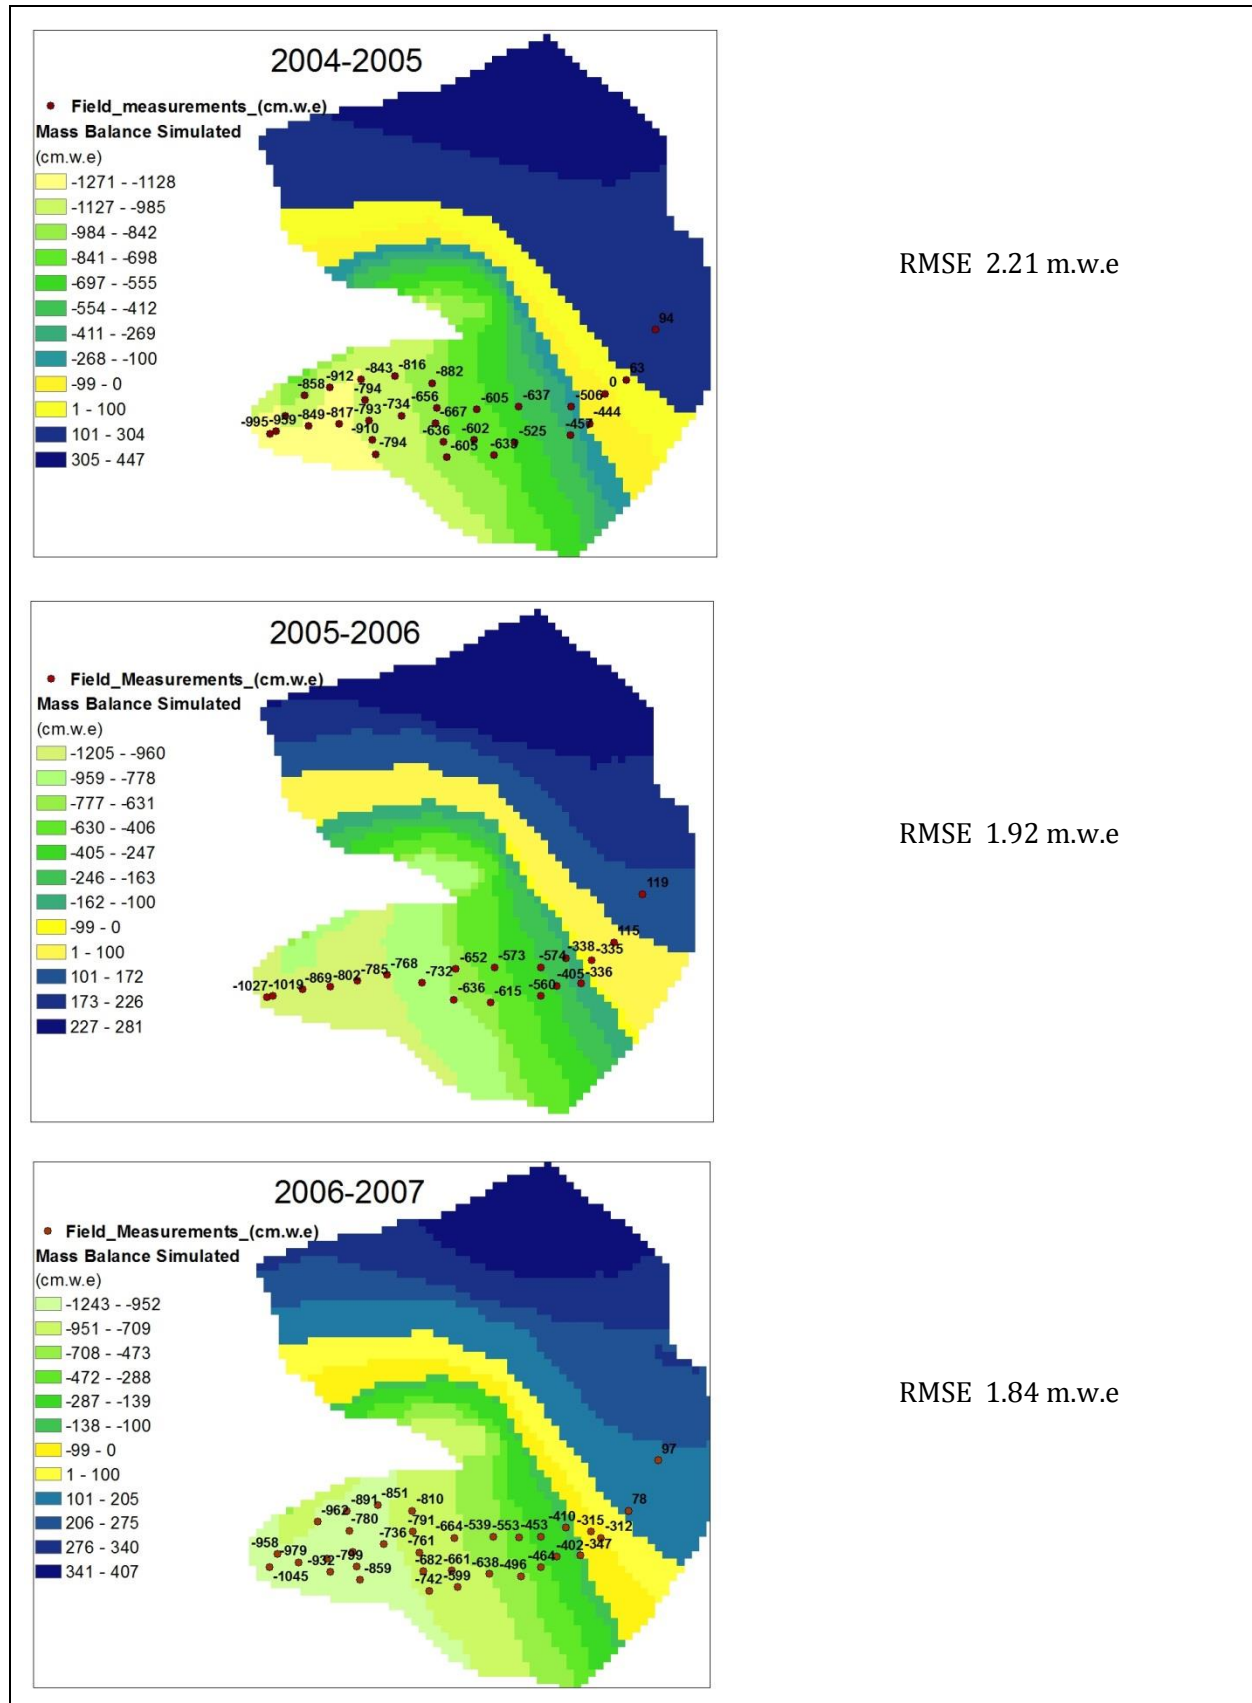 2004-2005
Field_measurements_(cm.w.e)
Mass Balance Simulated
(cm.w.e)
-1271 - -1128
-1127 - -985
-984 - -842
-841 - -698
-697 - -555
-554 - -412
-411 - -269
-268 - -100
-99 - 0
1 - 100
101 - 304
305 - 447
94
63
0
-912 -843 -816 -882
-858 -794 -656 -605 -637 -506
-995 -959 -849 -817 -793 -734 -667 -444
-910 -636 -602 -525 -457
-794 -605 -633
RMSE 2.21 m.w.e
2005-2006
Field_Measurements_(cm.w.e)
Mass Balance Simulated
(cm.w.e)
-1205 - -960
-959 - -778
-777 - -631
-630 - -406
-405 - -247
-246 - -163
-162 - -100
-99 - 0
1 - 100
101 - 172
173 - 226
227 - 281
119
115
-652 -573 -574 -338 -335
-1027 -1019 -869 -802 -785 -768 -732 -560 -405 -336
-636 -615
RMSE 1.92 m.w.e
2006-2007
Field_Measurements_(cm.w.e)
Mass Balance Simulated
(cm.w.e)
-1243 - -952
-951 - -709
-708 - -473
-472 - -288
-287 - -139
-138 - -100
-99 - 0
1 - 100
101 - 205
206 - 275
276 - 340
341 - 407
97
78
-962 -891 -851 -810
-780 -791 -664 -539 -553 -453 -410 -315 -312
-958 -979 -736 -761 -402 -347
-1045 -932 -799 -859 -682 -661 -638 -496 -464
-742 -599
RMSE 1.84 m.w.e